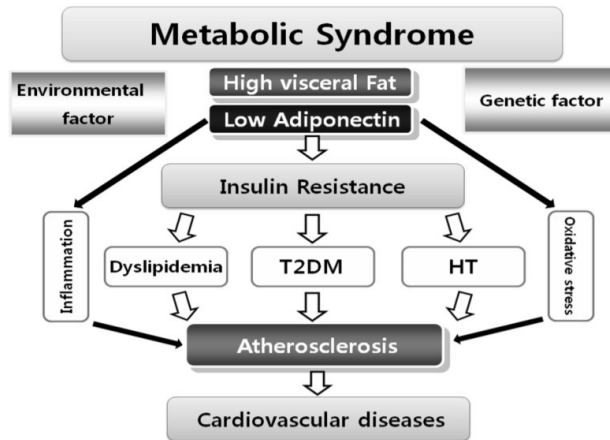 Metabolic Syndrome
Environmental
factor
High visceral Fat
Low Adiponectin
Genetic factor
Insulin Resistance
Inflammation
Dyslipidemia
T2DM
HT
Oxidative stress
Atherosclerosis
Cardiovascular diseases